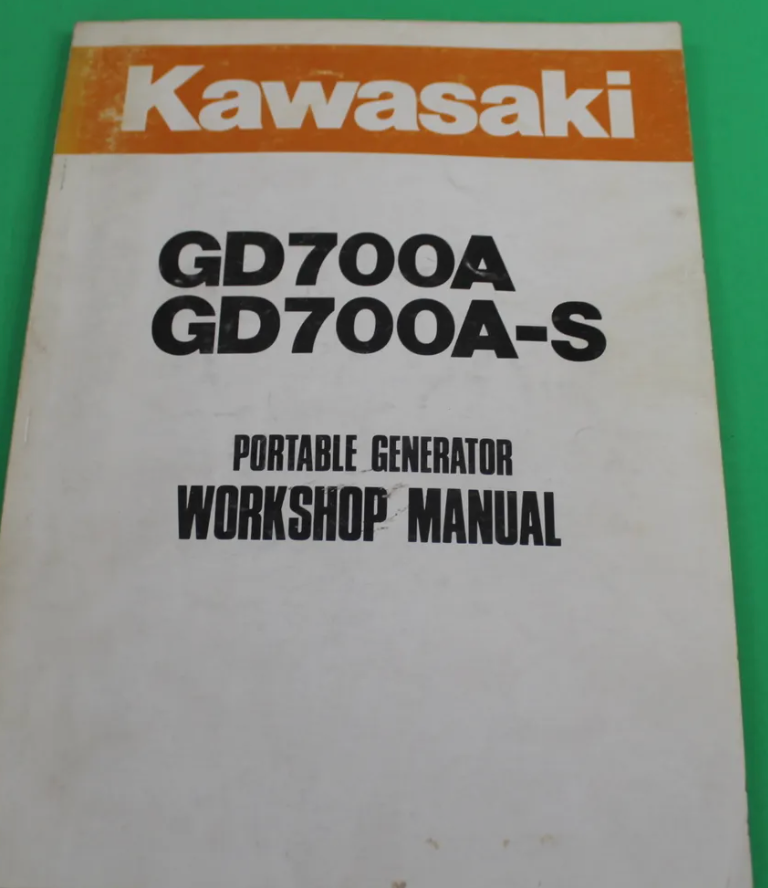 Kawasaki
GD700A
GD700A-S
PORTABLE GENERATOR
WORKSHOP MANUAL